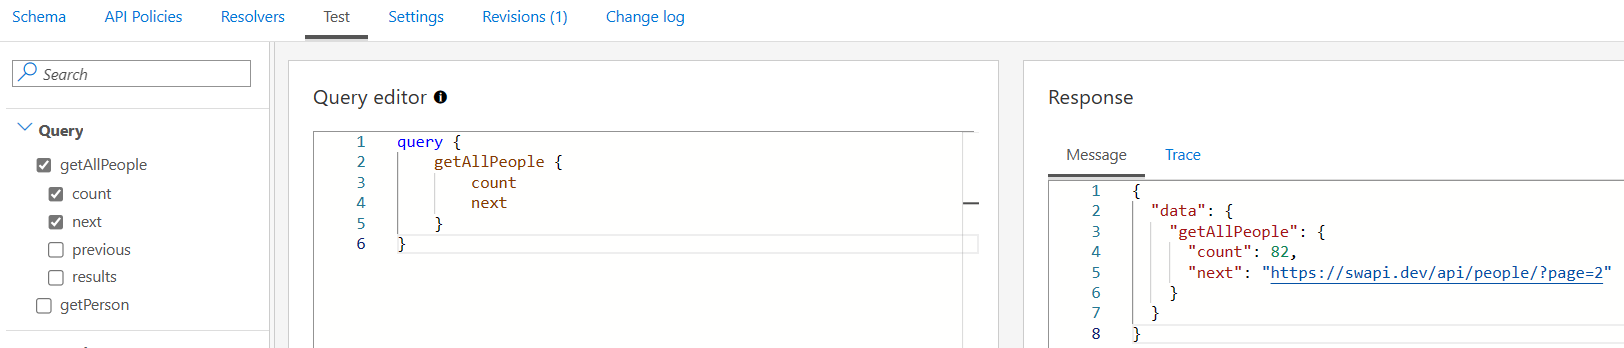 Schema API Policies Resolvers Test Settings Revisions (1) Change log
Search
Query
getAllPeople
count
next
previous
results
getPerson
Query editor
1 query {
2 getAllPeople {
3 count
4 next
5 }
6 }
Response
Message Trace
1 {
2 "data": {
3 "getAllPeople": {
4 "count": 82,
5 "next": "https://swapi.dev/api/people/?page=2"
6 }
7 }
8 }